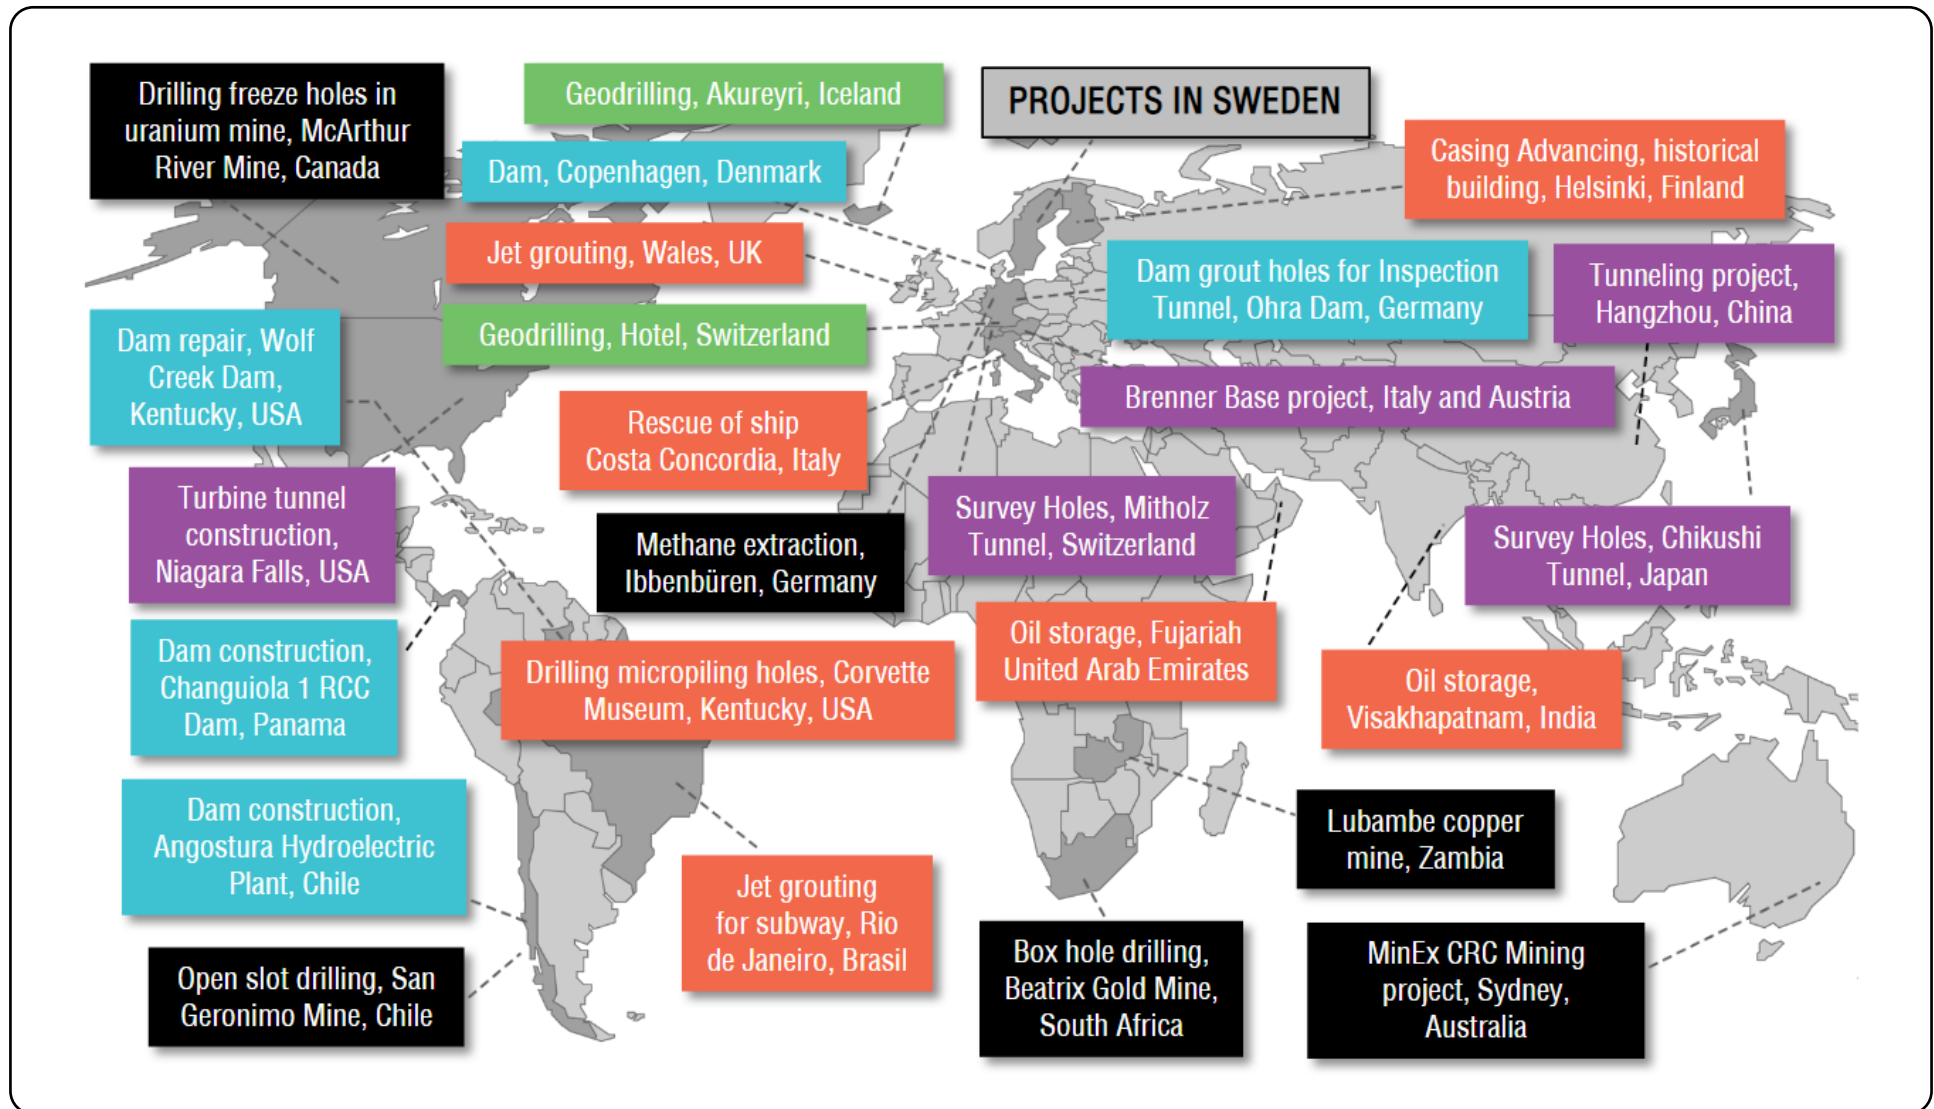 Drilling freeze holes in
uranium mine, McArthur
River Mine, Canada
Geodrilling, Akureyri, Iceland
PROJECTS IN SWEDEN
Dam, Copenhagen, Denmark
Casing Advancing, historical
building, Helsinki, Finland
Jet grouting, Wales, UK
Dam grout holes for Inspection
Tunnel, Ohra Dam, Germany
Tunneling project,
Hangzhou, China
Dam repair, Wolf
Creek Dam,
Kentucky, USA
Geodrilling, Hotel, Switzerland
Brenner Base project, Italy and Austria
Rescue of ship
Costa Concordia, Italy
Turbine tunnel
construction,
Niagara Falls, USA
Methane extraction,
Ibbenbüren, Germany
Survey Holes, Mitholz
Tunnel, Switzerland
Survey Holes, Chikushi
Tunnel, Japan
Dam construction,
Changuiola 1 RCC
Dam, Panama
Drilling micropiling holes, Corvette
Museum, Kentucky, USA
Oil storage, Fujariah
United Arab Emirates
Oil storage,
Visakhapatnam, India
Dam construction,
Angostura Hydroelectric
Plant, Chile
Jet grouting
for subway, Rio
de Janeiro, Brasil
Lubambe copper
mine, Zambia
Open slot drilling, San
Geronimo Mine, Chile
Box hole drilling,
Beatrix Gold Mine,
South Africa
MinEx CRC Mining
project, Sydney,
Australia